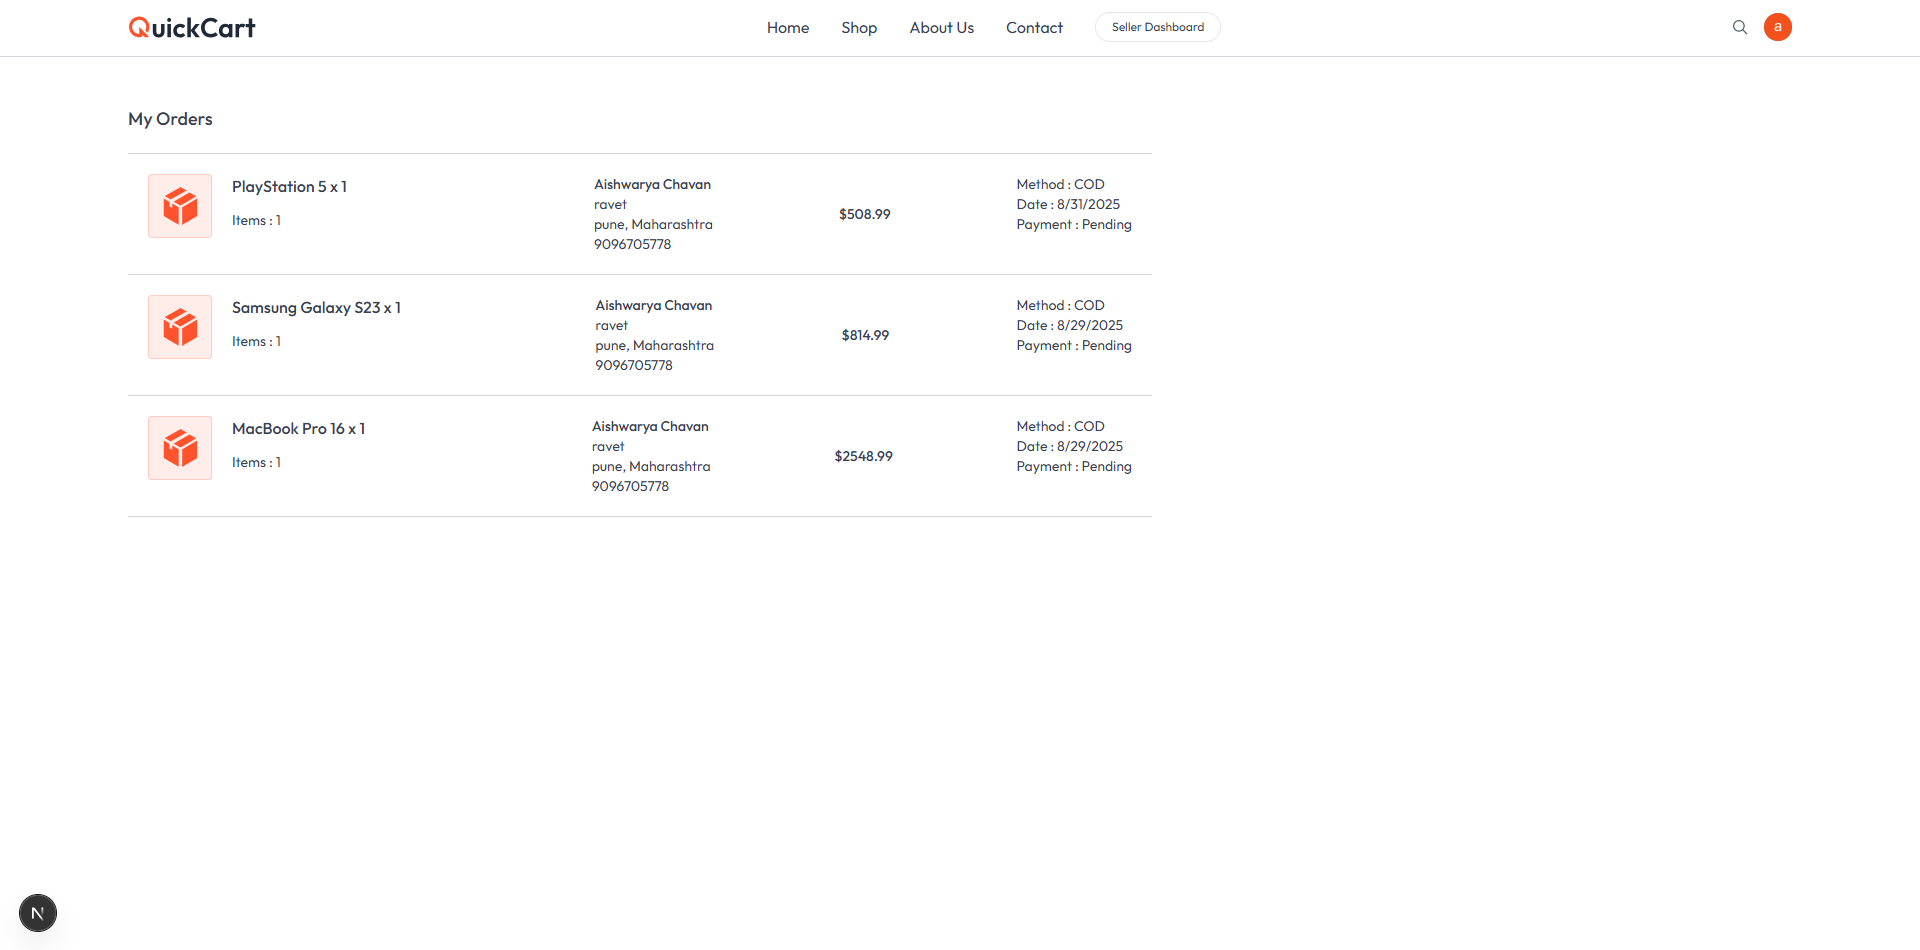 QuickCart
Home Shop About Us Contact Seller Dashboard
a
My Orders
PlayStation 5 x 1
Items : 1
Aishwarya Chavan
ravet
pune, Maharashtra
9096705778
$508.99
Method : COD
Date : 8/31/2025
Payment : Pending
Samsung Galaxy S23 x 1
Items : 1
Aishwarya Chavan
ravet
pune, Maharashtra
9096705778
$814.99
Method : COD
Date : 8/29/2025
Payment : Pending
MacBook Pro 16 x 1
Items : 1
Aishwarya Chavan
ravet
pune, Maharashtra
9096705778
$2548.99
Method : COD
Date : 8/29/2025
Payment : Pending
N